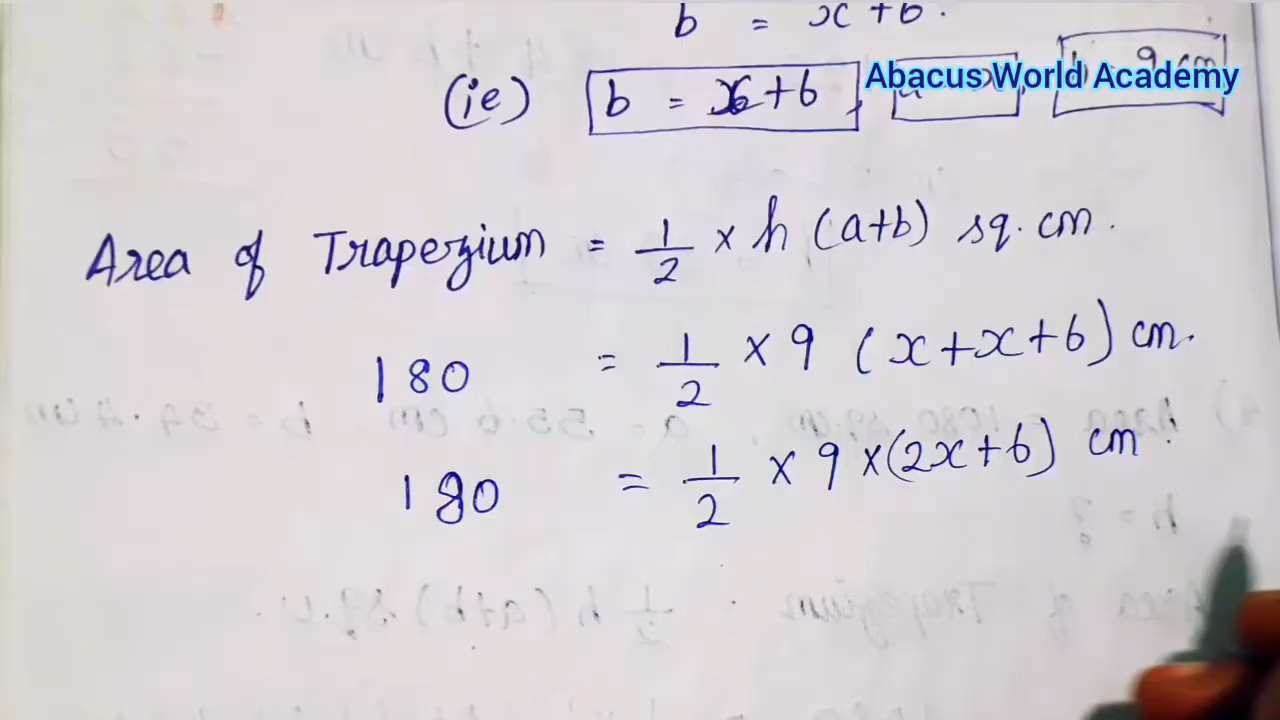 b = x + 6.
(ie) b = x + 6, Abacus World Academy
Area of Trapezium = 1/2 × h (a+b) sq. cm.
180 = 1/2 × 9 (x+x+6) cm.
180 = 1/2 × 9 × (2x+6) cm